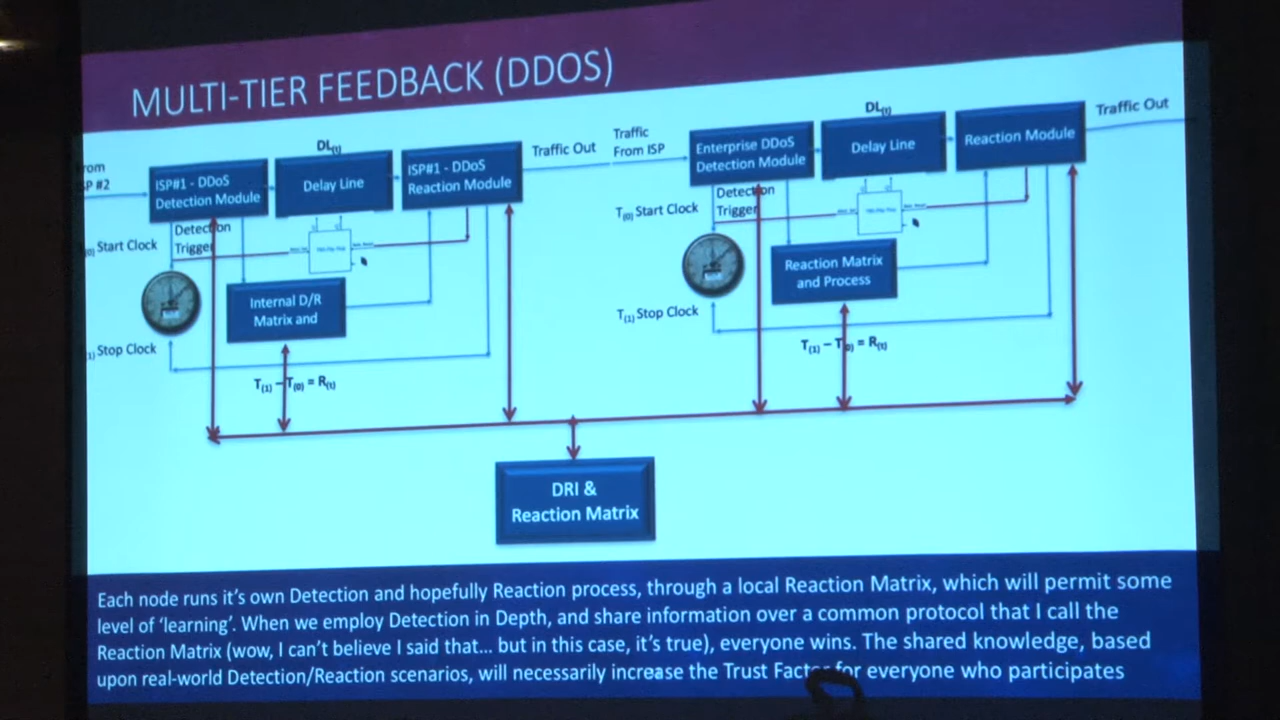 MULTI-TIER FEEDBACK (DDOS)
DL(t)
ISP#1 - DDoS
Detection Module
Delay Line
ISP#1 - DDoS
Reaction Module
Traffic Out
rom
SP #2
Detection
Trigger
(0) Start Clock
Internal D/R
Matrix and
1) Stop Clock
T(1) – T(0) = R(t)
Traffic
From ISP
DL(t)
Enterprise DDoS
Detection Module
Delay Line
Reaction Module
Traffic Out
Detection
Trigger
T(0) Start Clock
Reaction Matrix
and Process
T(1) Stop Clock
T(1) – T(0) = R(t)
DRI &
Reaction Matrix
Each node runs it's own Detection and hopefully Reaction process, through a local Reaction Matrix, which will permit some
level of 'learning'. When we employ Detection in Depth, and share information over a common protocol that I call the
Reaction Matrix (wow, I can't believe I said that... but in this case, it's true), everyone wins. The shared knowledge, based
upon real-world Detection/Reaction scenarios, will necessarily increase the Trust Factor for everyone who participates